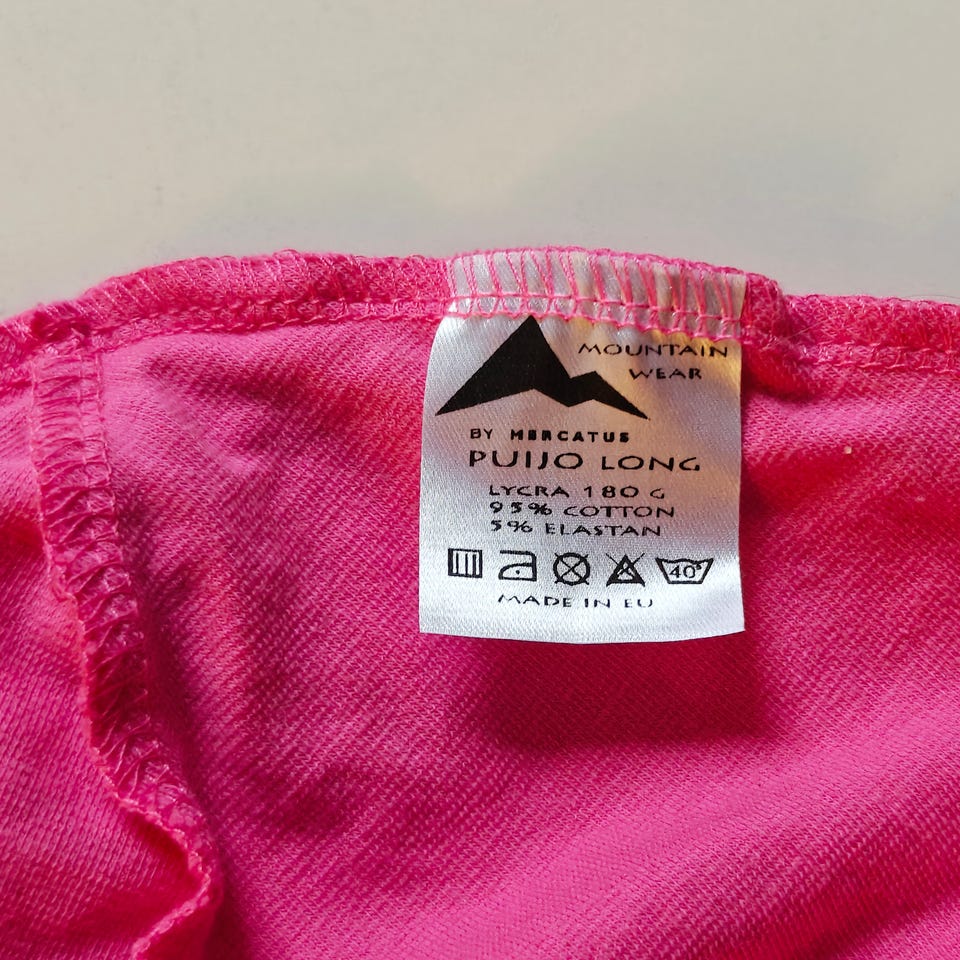 MOUNTAIN
WEAR
BY MERCATUS
PUIJO LONG
LYCRA 180 G
95% COTTON
5% ELASTAN
40°
MADE IN EU